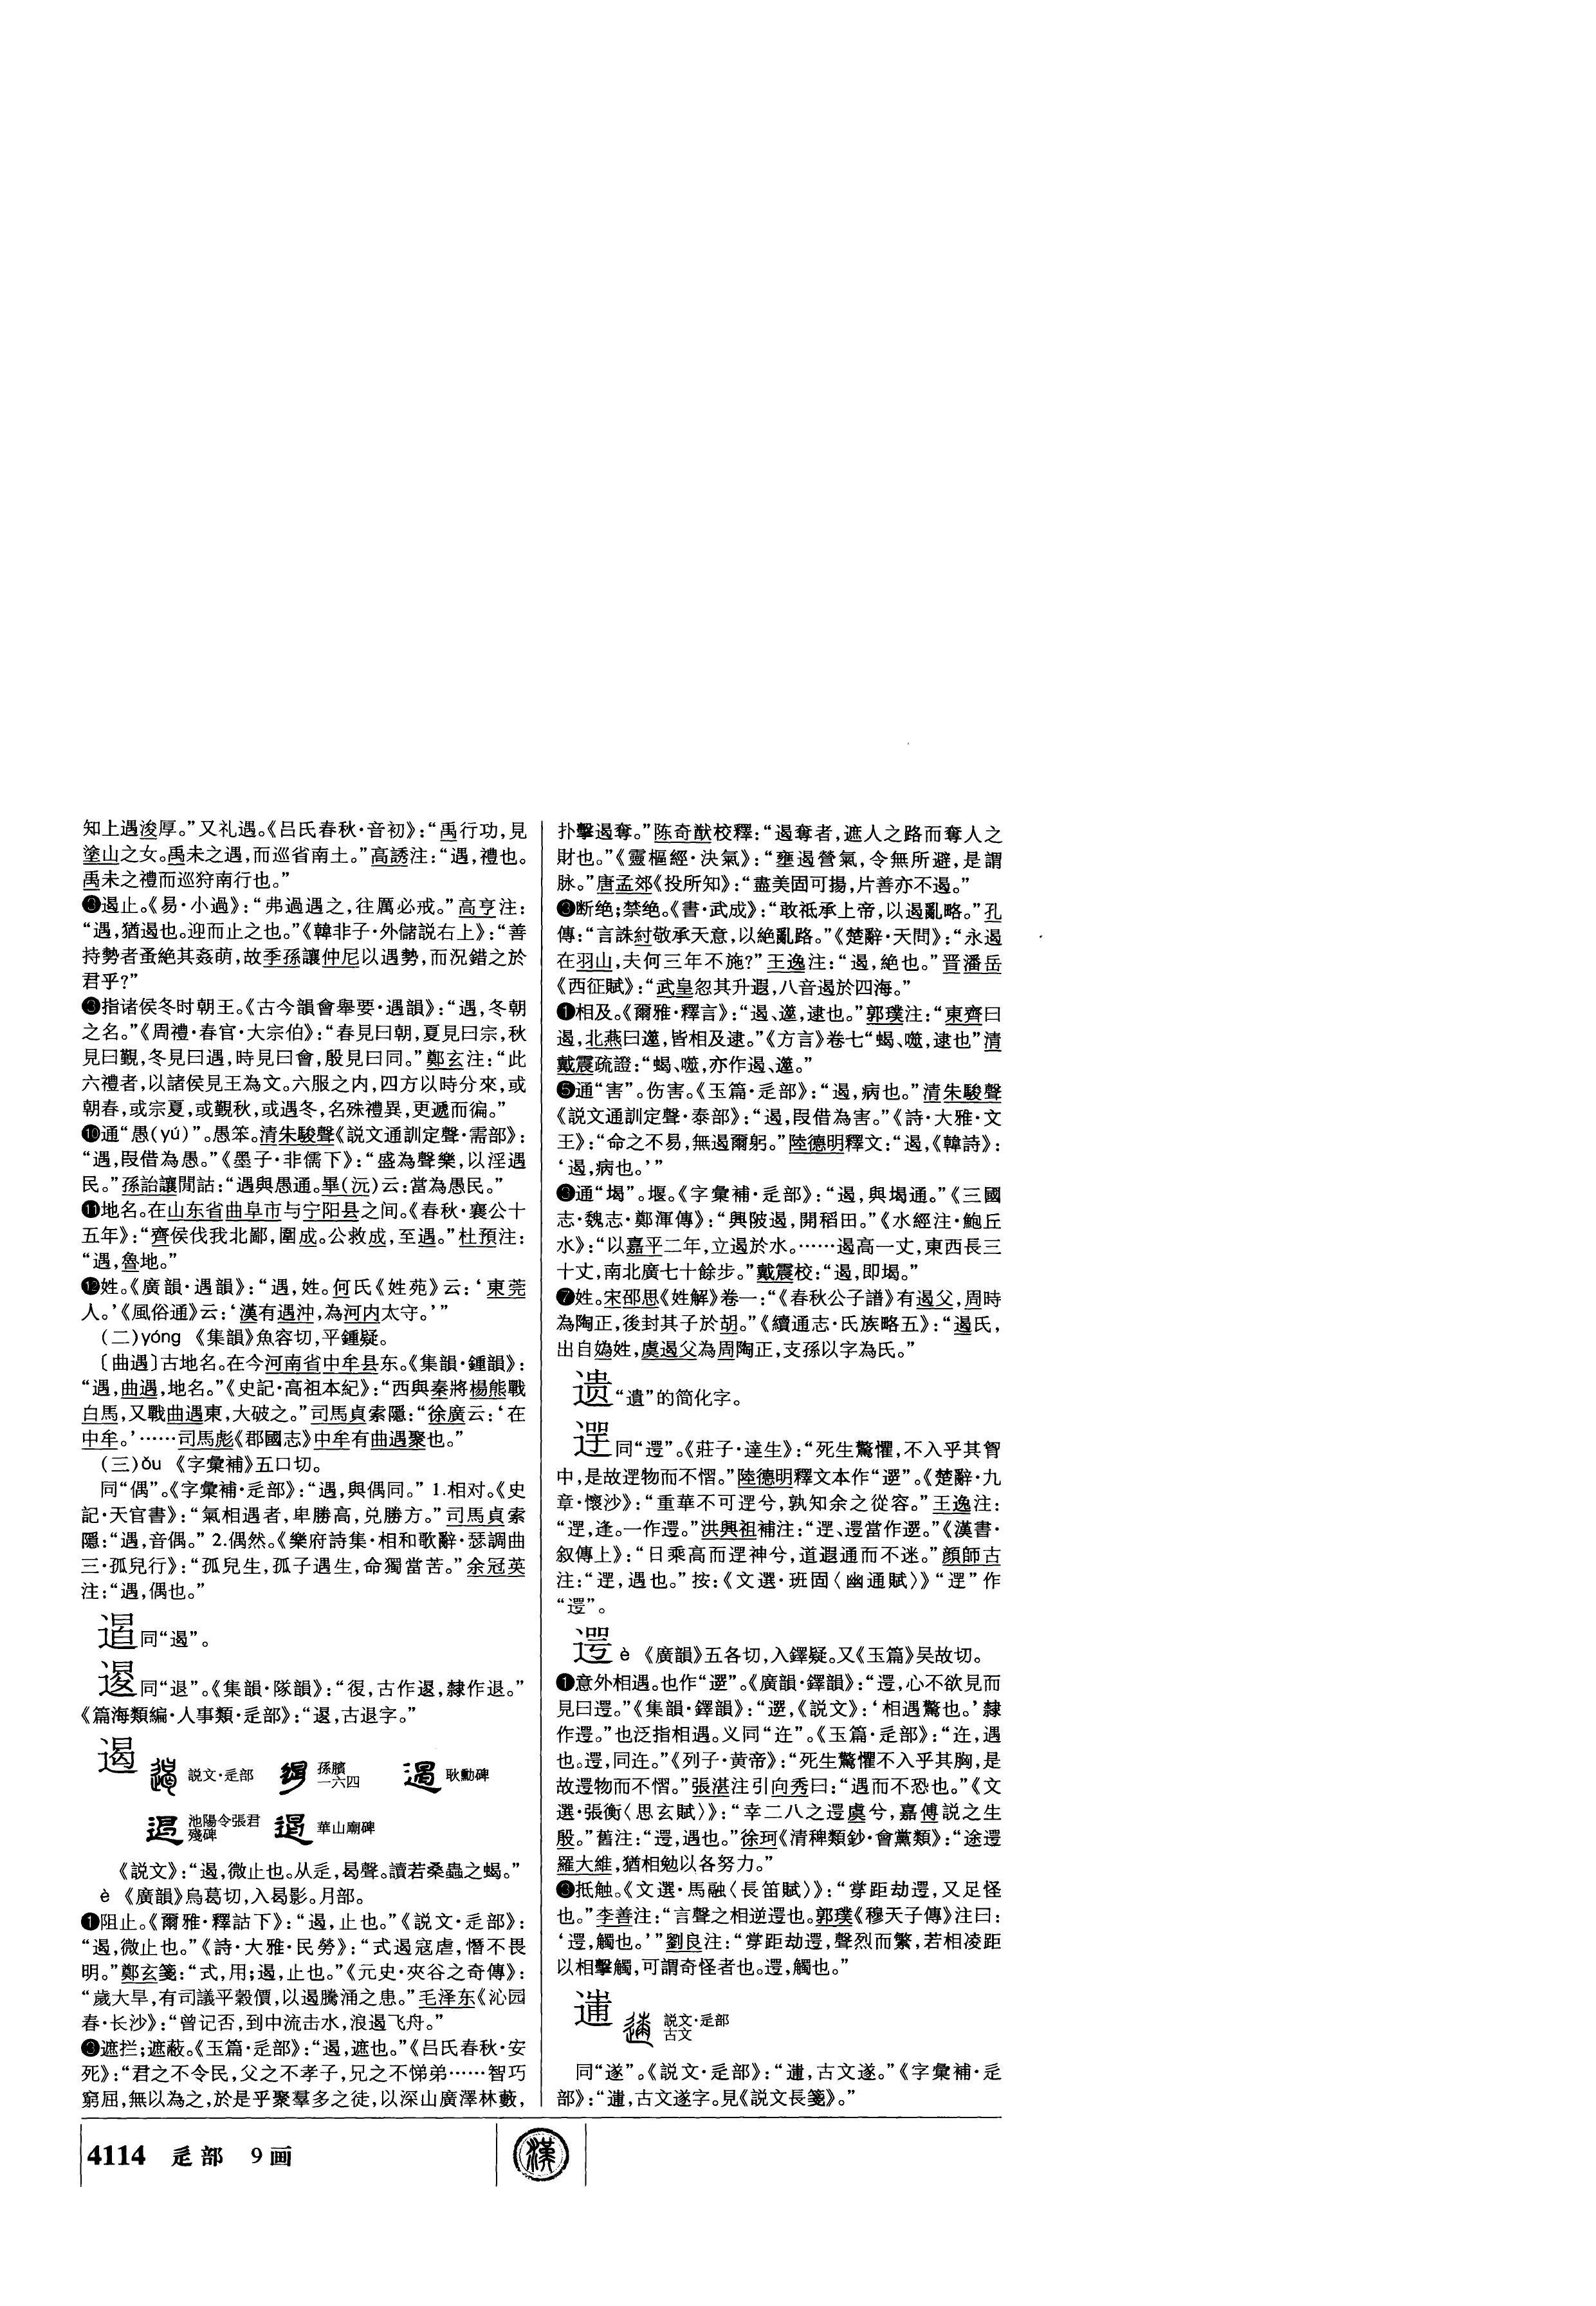 知上遇浚厚。”又礼遇。《吕氏春秋·音初》：“禹行功，見
塗山之女。禹未之遇，而巡省南土。”高誘注：“遇，禮也。
禹未之禮而巡狩南行也。”
❽遏止。《易·小過》：“弗過遇之，往厲必戒。”高亨注：
“遇，猶遏也。迎而止之也。”《韓非子·外儲説右上》：“善
持勢者蚤絶其姦萌，故季孫讓仲尼以遇勢，而況錯之於
君乎？”
❾指诸侯冬时朝王。《古今韻會舉要·遇韻》：“遇，冬朝
之名。”《周禮·春官·大宗伯》：“春見曰朝，夏見曰宗，秋
見曰覲，冬見曰遇，時見曰會，殷見曰同。”鄭玄注：“此
六禮者，以諸侯見王為文。六服之内，四方以時分來，或
朝春，或宗夏，或覲秋，或遇冬，名殊禮異，更遞而徧。”
❿通“愚(yú)”。愚笨。清朱駿聲《説文通訓定聲·需部》：
“遇，叚借為愚。”《墨子·非儒下》：“盛為聲樂，以淫遇
民。”孫詒讓閒詁：“遇與愚通。畢(沅)云：當為愚民。”
⓫地名。在山东省曲阜市与宁阳县之间。《春秋·襄公十
五年》：“齊侯伐我北鄙，圍成。公救成，至遇。”杜預注：
“遇，魯地。”
⓬姓。《廣韻·遇韻》：“遇，姓。何氏《姓苑》云：‘東莞
人。’《風俗通》云：‘漢有遇沖，為河内太守。’”
(二)yóng 《集韻》魚容切，平鍾疑。
〔曲遇〕古地名。在今河南省中牟县东。《集韻·鍾韻》：
“遇，曲遇，地名。”《史記·高祖本紀》：“西與秦將楊熊戰
白馬，又戰曲遇東，大破之。”司馬貞索隱：“徐廣云：‘在
中牟。’……司馬彪《郡國志》中牟有曲遇聚也。”
(三)ǒu 《字彙補》五口切。
同“偶”。《字彙補·辵部》：“遇，與偶同。” 1.相对。《史
記·天官書》：“氣相遇者，卑勝高，兑勝方。”司馬貞索
隱：“遇，音偶。” 2.偶然。《樂府詩集·相和歌辭·瑟調曲
三·孤兒行》：“孤兒生，孤子遇生，命獨當苦。”余冠英
注：“遇，偶也。”
同“遏”。
𨓤同“退”。《集韻·隊韻》：“復，古作𨓤，隸作退。”
《篇海類編·人事類·辵部》：“𨓤，古退字。”
遏 説文·辵部 孫臏一六四 耿勳碑
池陽令張君殘碑 華山廟碑
《説文》：“遏，微止也。从辵，曷聲。讀若桑蟲之蝎。”
è 《廣韻》烏葛切，入曷影。月部。
❶阻止。《爾雅·釋詁下》：“遏，止也。”《説文·辵部》：
“遏，微止也。”《詩·大雅·民勞》：“式遏寇虐，憯不畏
明。”鄭玄箋：“式，用；遏，止也。”《元史·夾谷之奇傳》：
“歲大旱，有司議平穀價，以遏騰涌之患。”毛泽东《沁园
春·长沙》：“曾记否，到中流击水，浪遏飞舟。”
❷遮拦；遮蔽。《玉篇·辵部》：“遏，遮也。”《吕氏春秋·安
死》：“君之不令民，父之不孝子，兄之不悌弟……智巧
窮屈，無以為之，於是乎聚羣多之徒，以深山廣澤林藪，
扑擊遏奪。”陈奇猷校釋：“遏奪者，遮人之路而奪人之
財也。”《靈樞經·決氣》：“壅遏營氣，令無所避，是謂
脉。”唐孟郊《投所知》：“盡美固可揚，片善亦不遏。”
❸断绝；禁绝。《書·武成》：“敢祗承上帝，以遏亂略。”孔
傳：“言誅紂敬承天意，以絶亂路。”《楚辭·天問》：“永遏
在羽山，夫何三年不施？”王逸注：“遏，絶也。”晋潘岳
《西征賦》：“武皇忽其升遐，八音遏於四海。”
❹相及。《爾雅·釋言》：“遏、遾，逮也。”郭璞注：“東齊曰
遏，北燕曰遾，皆相及逮。”《方言》卷七“蝎、噬，逮也”清
戴震疏證：“蝎、噬，亦作遏、遾。”
❺通“害”。伤害。《玉篇·辵部》：“遏，病也。”清朱駿聲
《説文通訓定聲·泰部》：“遏，叚借為害。”《詩·大雅·文
王》：“命之不易，無遏爾躬。”陸德明釋文：“遏，《韓詩》：
‘遏，病也。’”
❻通“堨”。堰。《字彙補·辵部》：“遏，與堨通。”《三國
志·魏志·鄭渾傳》：“興陂遏，開稻田。”《水經注·鮑丘
水》：“以嘉平二年，立遏於水。……遏高一丈，東西長三
十丈，南北廣七十餘步。”戴震校：“遏，即堨。”
❼姓。宋邵思《姓解》卷一：“《春秋公子譜》有遏父，周時
為陶正，後封其子於胡。”《續通志·氏族略五》：“遏氏，
出自媯姓，虞遏父為周陶正，支孫以字為氏。”
遗“遺”的简化字。
遻同“遌”。《莊子·達生》：“死生驚懼，不入乎其胷
中，是故遻物而不慴。”陸德明釋文本作“遻”。《楚辭·九
章·懷沙》：“重華不可遻兮，孰知余之從容。”王逸注：
“遻，逢。一作遌。”洪興祖補注：“遻、遌當作遻。”《漢書·
叙傳上》：“日乘高而遻神兮，道遐通而不迷。”顔師古
注：“遻，遇也。”按：《文選·班固〈幽通賦〉》“遻”作
“遌”。
遌 è 《廣韻》五各切，入鐸疑。又《玉篇》吴故切。
❶意外相遇。也作“遻”。《廣韻·鐸韻》：“遌，心不欲見而
見曰遌。”《集韻·鐸韻》：“遻，《説文》：‘相遇驚也。’隸
作遌。”也泛指相遇。义同“迕”。《玉篇·辵部》：“迕，遇
也。遌，同迕。”《列子·黄帝》：“死生驚懼不入乎其胸，是
故遌物而不慴。”張湛注引向秀曰：“遇而不恐也。”《文
選·張衡〈思玄賦〉》：“幸二八之遌虞兮，嘉傅説之生
殷。”舊注：“遌，遇也。”徐珂《清稗類鈔·會黨類》：“途遌
羅大維，猶相勉以各努力。”
❷抵触。《文選·馬融〈長笛賦〉》：“牚距劫遌，又足怪
也。”李善注：“言聲之相逆遌也。郭璞《穆天子傳》注曰：
‘遌，觸也。’”劉良注：“牚距劫遌，聲烈而繁，若相凌距
以相擊觸，可謂奇怪者也。遌，觸也。”
𨔹 説文·辵部古文
同“遂”。《説文·辵部》：“𨔹，古文遂。”《字彙補·辵
部》：“𨔹，古文遂字。見《説文長箋》。”
4114 辵部 9画
漢